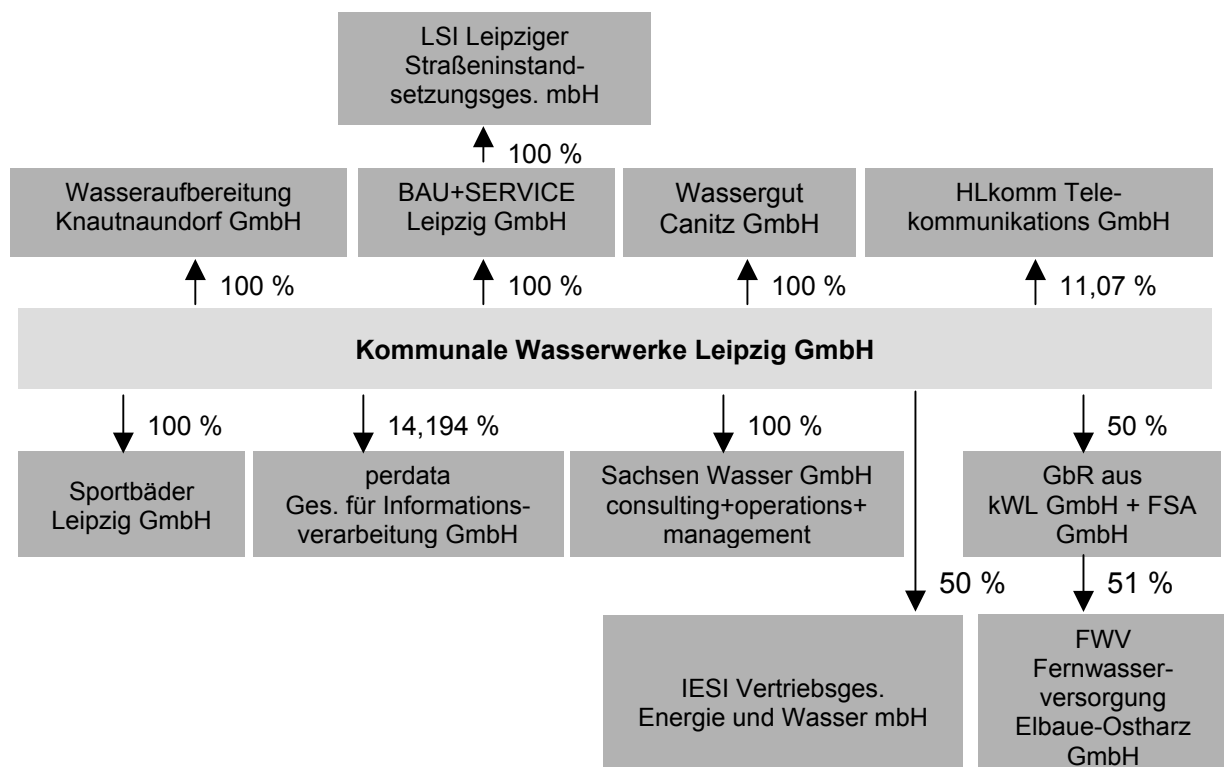 LSI Leipziger
Straßeninstand-
setzungsges. mbH
100 %
Wasseraufbereitung
Knautnaundorf GmbH
BAU+SERVICE
Leipzig GmbH
Wassergut
Canitz GmbH
HLkomm Tele-
kommunikations GmbH
100 %
100 %
100 %
11,07 %
Kommunale Wasserwerke Leipzig GmbH
100 %
14,194 %
100 %
50 %
Sportbäder
Leipzig GmbH
perdata
Ges. für Informations-
verarbeitung GmbH
Sachsen Wasser GmbH
consulting+operations+
management
GbR aus
kWL GmbH + FSA
GmbH
50 %
51 %
IESI Vertriebsges.
Energie und Wasser mbH
FWV
Fernwasser-
versorgung
Elbaue-Ostharz
GmbH